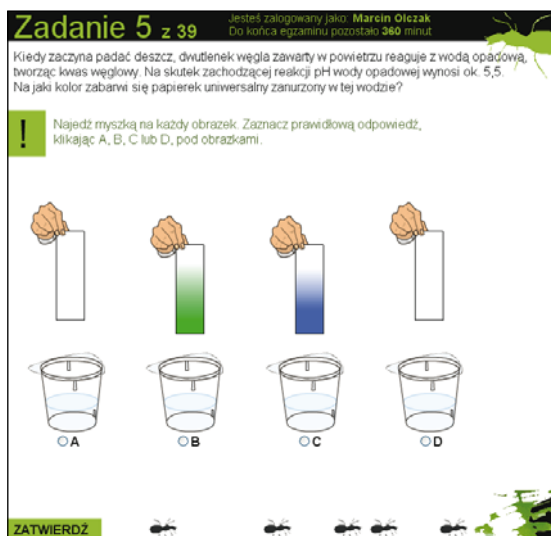 Zadanie 5 z 39
Jesteś zalogowany jako: Marcin Olczak
Do końca egzaminu pozostało 360 minut
Kiedy zaczyna padać deszcz, dwutlenek węgla zawarty w powietrzu reaguje z wodą opadową,
tworząc kwas węglowy. Na skutek zachodzącej reakcji pH wody opadowej wynosi ok. 5,5.
Na jaki kolor zabarwi się papierek uniwersalny zanurzony w tej wodzie?
! Najedź myszką na każdy obrazek. Zaznacz prawidłową odpowiedź,
klikając A, B, C lub D, pod obrazkami.
A B C D
ZATWIERDŹ